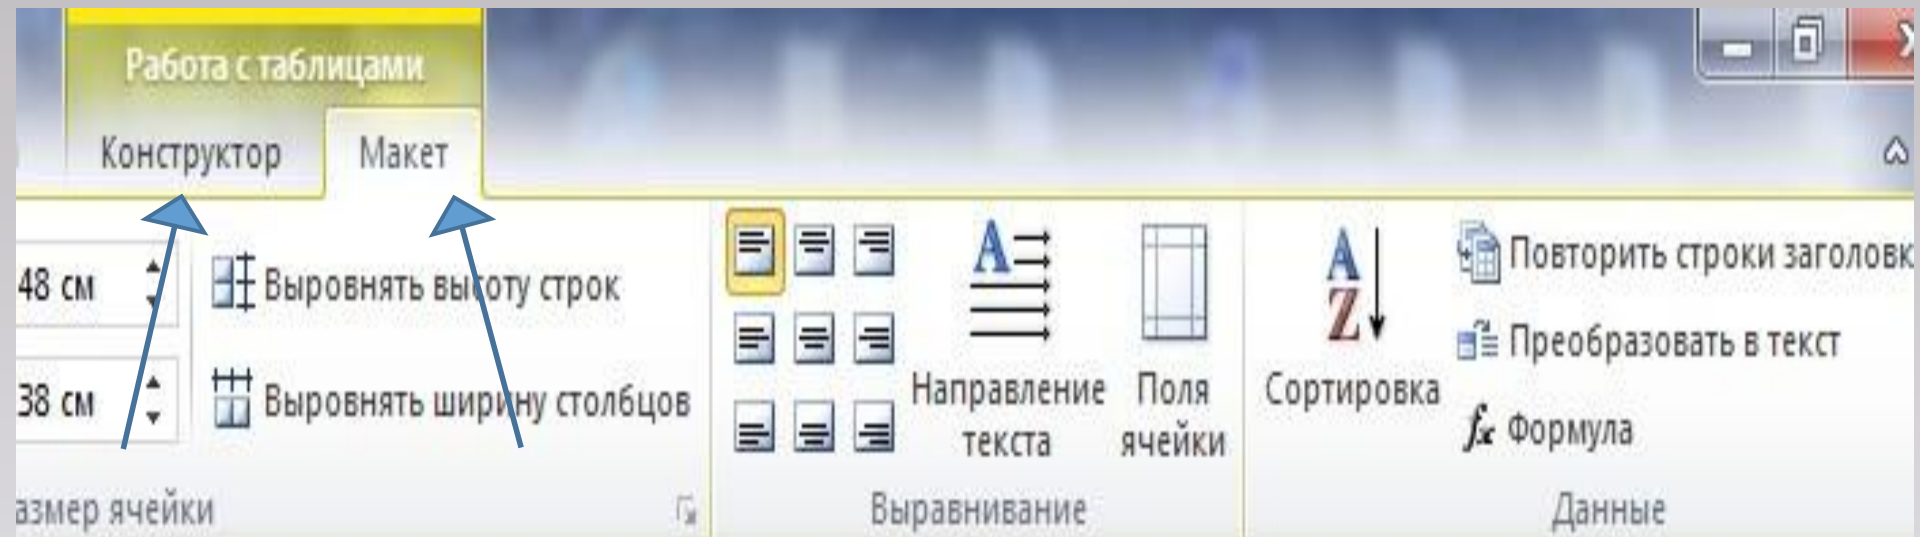 Работа с таблицами
Конструктор Макет
48 см
Выровнять высоту строк
38 см
Выровнять ширину столбцов
азмер ячейки
Направление
текста
Поля
ячейки
Выравнивание
A
Z
Сортировка
Повторить строки заголовк
Преобразовать в текст
fx Формула
Данные